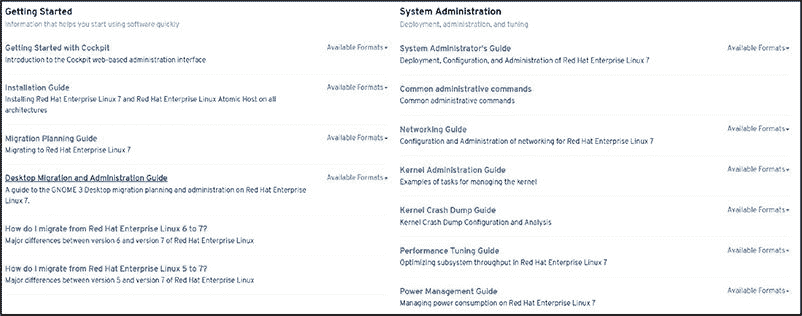 Getting Started
Information that helps you start using software quickly
Getting Started with Cockpit
Available Formats
Introduction to the Cockpit web-based administration interface
Installation Guide
Available Formats
Installing Red Hat Enterprise Linux 7 and Red Hat Enterprise Linux Atomic Host on all
architectures
Migration Planning Guide
Available Formats
Migrating to Red Hat Enterprise Linux 7
Desktop Migration and Administration Guide
Available Formats
A guide to the GNOME 3 Desktop migration planning and administration on Red Hat Enterprise
Linux 7.
How do I migrate from Red Hat Enterprise Linux 6 to 7?
Major differences between version 6 and version 7 of Red Hat Enterprise Linux
How do I migrate from Red Hat Enterprise Linux 5 to 7?
Major differences between version 5 and version 7 of Red Hat Enterprise Linux
System Administration
Deployment, administration, and tuning
System Administrator's Guide
Available Formats
Deployment, Configuration, and Administration of Red Hat Enterprise Linux 7
Common administrative commands
Common administrative commands
Networking Guide
Available Formats
Configuration and Administration of networking for Red Hat Enterprise Linux 7
Kernel Administration Guide
Available Formats
Examples of tasks for managing the kernel
Kernel Crash Dump Guide
Available Formats
Kernel Crash Dump Configuration and Analysis
Performance Tuning Guide
Available Formats
Optimizing subsystem throughput in Red Hat Enterprise Linux 7
Power Management Guide
Available Formats
Managing power consumption on Red Hat Enterprise Linux 7